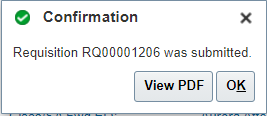 Confirmation
Requisition RQ00001206 was submitted.
View PDF OK